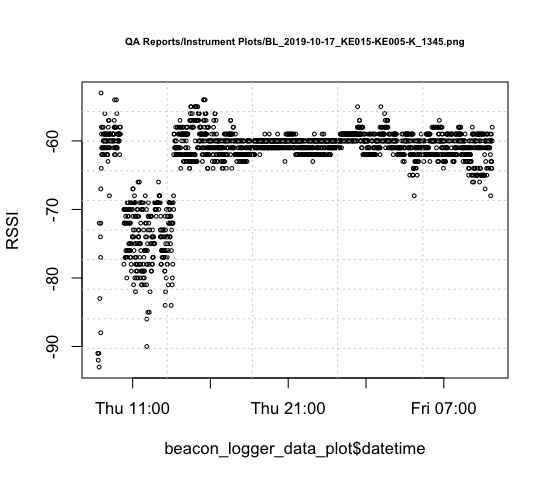 QA Reports/Instrument Plots/BL_2019-10-17_KE015-KE005-K_1345.png
-60
-70
-80
-90
RSSI
Thu 11:00 Thu 21:00 Fri 07:00
beacon_logger_data_plot$datetime